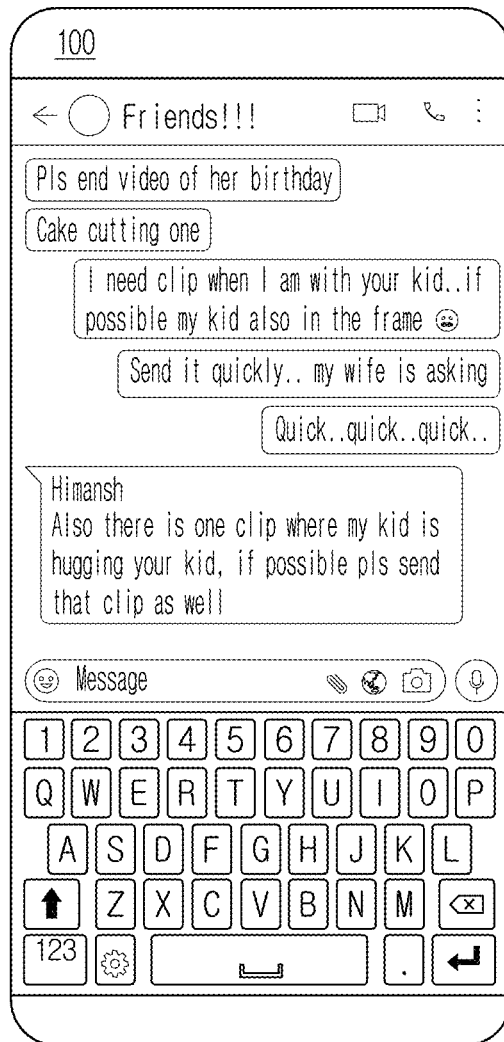 100
Friends!!!
Pls end video of her birthday
Cake cutting one
I need clip when I am with your kid..if
possible my kid also in the frame
Send it quickly.. my wife is asking
Quick..quick..quick..
Himansh
Also there is one clip where my kid is
hugging your kid, if possible pls send
that clip as well
Message
1 2 3 4 5 6 7 8 9 0
Q W E R T Y U I O P
A S D F G H J K L
Z X C V B N M
123 .